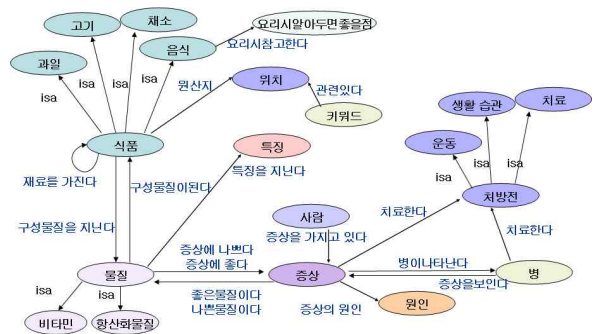 고기
채소
과일
음식
요리시알아두면좋을점
요리시참고한다
isa
isa
isa
isa
원산지
위치
관련있다
키워드
생활 습관
치료
운동
isa
isa
isa
식품
재료를 가진다
구성물질이된다
특징
특징을 지닌다
처방전
구성물질을 지닌다
사람
치료한다
치료한다
증상을 가지고 있다
물질
증상에 나쁘다
증상에 좋다
증상
병이나타난다
병
증상을보인다
좋은물질이다
나쁜물질이다
증상의 원인
원인
isa
isa
비타민
항산화물질